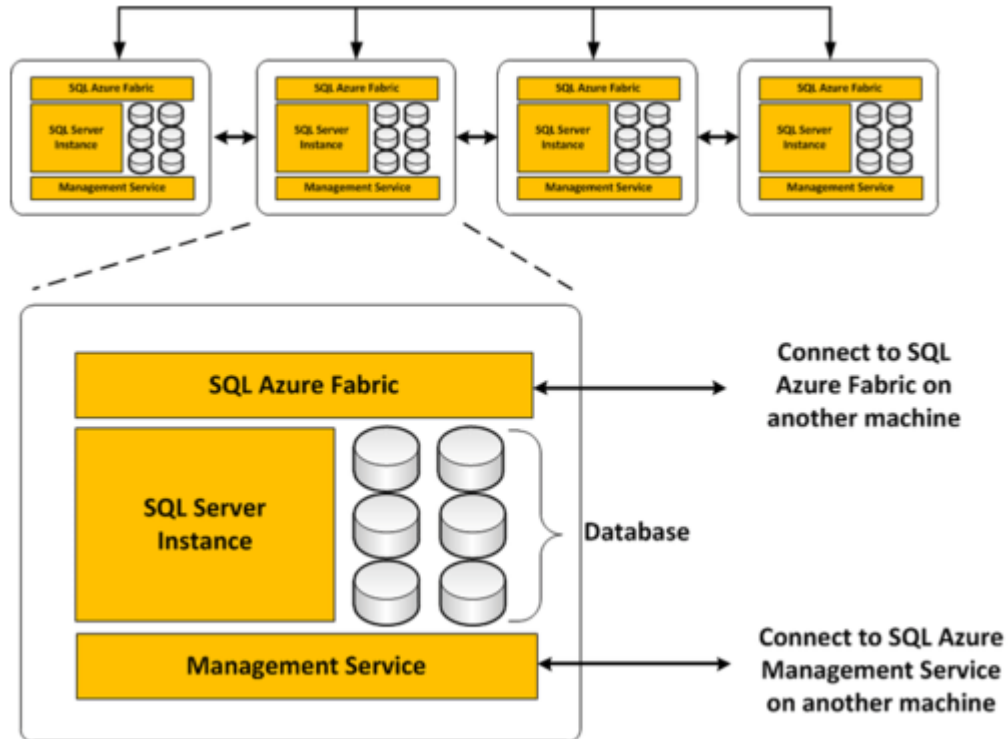 SQL Azure Fabric
SQL Server
Instance
Management Service
SQL Azure Fabric
SQL Server
Instance
Management Service
SQL Azure Fabric
SQL Server
Instance
Management Service
SQL Azure Fabric
SQL Server
Instance
Management Service
SQL Azure Fabric
Connect to SQL
Azure Fabric on
another machine
SQL Server
Instance
Database
Management Service
Connect to SQL Azure
Management Service
on another machine